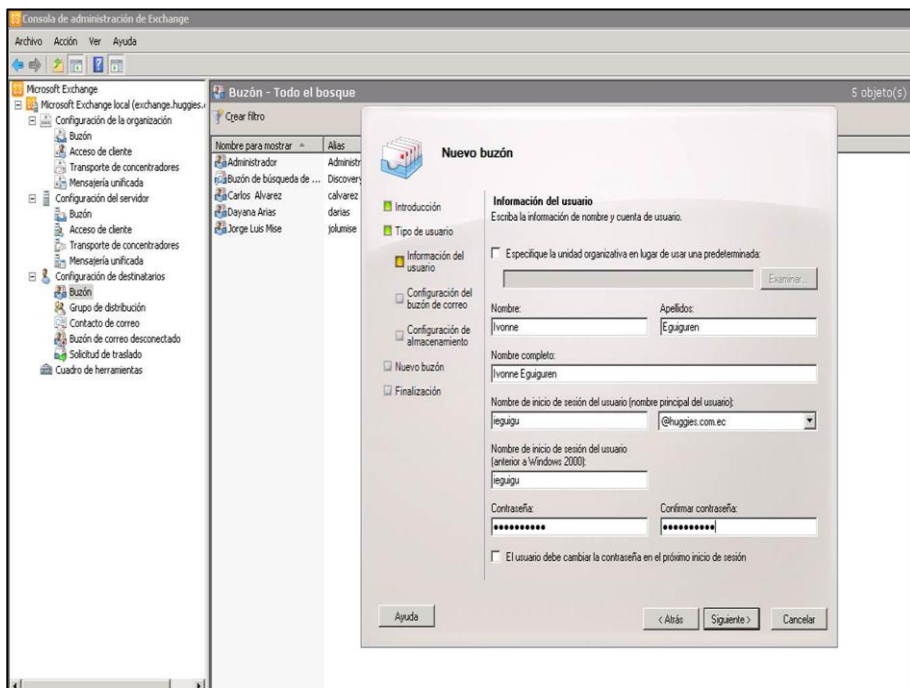 Consola de administración de Exchange
Archivo Acción Ver Ayuda
Microsoft Exchange
Microsoft Exchange local (exchange.huggies.
Configuración de la organización
Buzón
Acceso de cliente
Transporte de concentradores
Mensajería unificada
Configuración del servidor
Buzón
Acceso de cliente
Transporte de concentradores
Mensajería unificada
Configuración de destinatarios
Buzón
Grupo de distribución
Contacto de correo
Buzón de correo desconectado
Solicitud de traslado
Cuadro de herramientas
Buzón - Todo el bosque 5 objeto(s)
Crear filtro
Nombre para mostrar Alias
Administrador Administr
Buzón de búsqueda de ... Discovery
Carlos Alvarez calvarez
Dayana Arias darias
Jorge Luis Mise jolumise
Nuevo buzón
Introducción
Tipo de usuario
Información del
usuario
Configuración del
buzón de correo
Configuración de
almacenamiento
Nuevo buzón
Finalización
Información del usuario
Escriba la información de nombre y cuenta de usuario.
Especifique la unidad organizativa en lugar de usar una predeterminada:
Examinar...
Nombre: Apellidos:
Ivonne Eguiguren
Nombre completo:
Ivonne Eguiguren
Nombre de inicio de sesión del usuario (nombre principal del usuario):
ieguigu @huggies.com.ec
Nombre de inicio de sesión del usuario
(anterior a Windows 2000):
ieguigu
Contraseña: Confirmar contraseña:
●●●●●●●●●● ●●●●●●●●●●
El usuario debe cambiar la contraseña en el próximo inicio de sesión
Ayuda < Atrás Siguiente > Cancelar